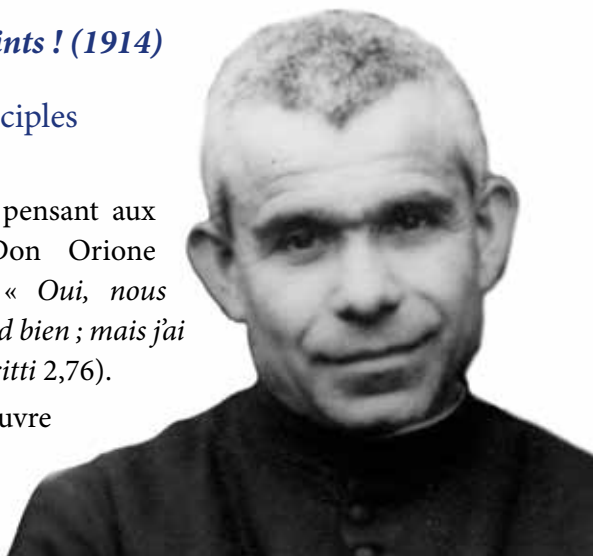 ints ! (1914)
ciples
pensant aux
Don Orione
« Oui, nous
d bien ; mais j'ai
ritti 2,76).
uvre